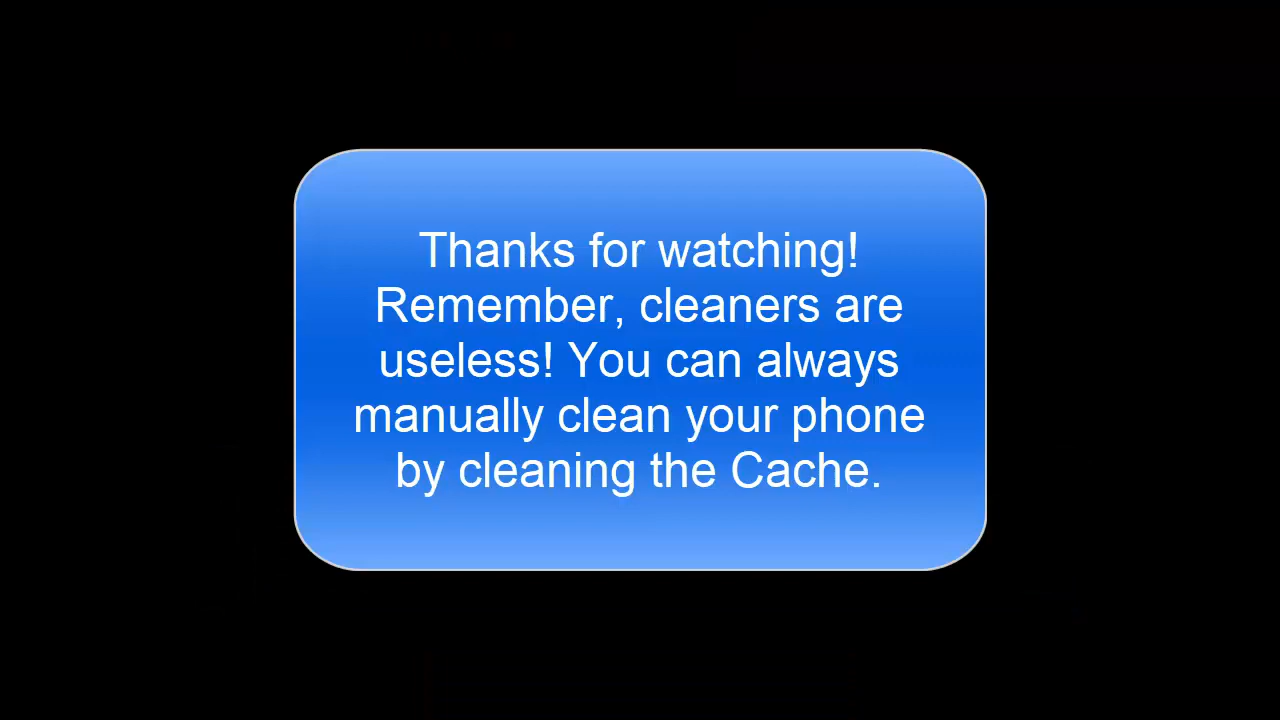 Thanks for watching!
Remember, cleaners are
useless! You can always
manually clean your phone
by cleaning the Cache.